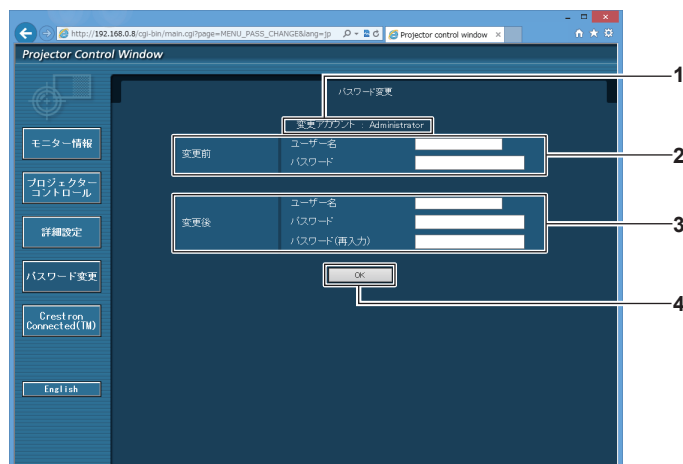 http://192.168.0.8/cgi-bin/main.cgi?page=MENU_PASS_CHANGE&lang=jp
Projector control window
Projector Control Window
パスワード変更
1
変更アカウント : Administrator
モニター情報
変更前
ユーザー名
パスワード
2
プロジェクター
コントロール
変更後
ユーザー名
パスワード
パスワード(再入力)
3
詳細設定
パスワード変更
OK
4
Crestron
Connected(TM)
English